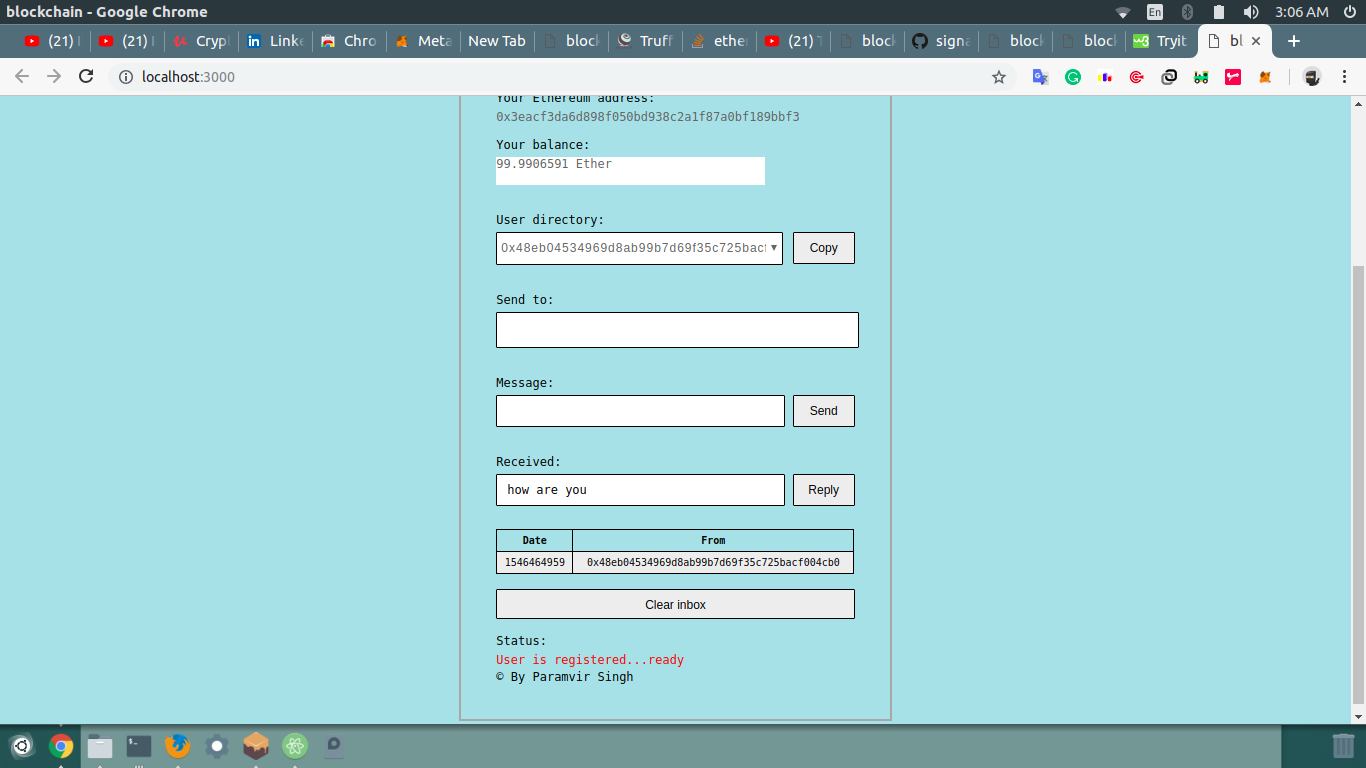 blockchain - Google Chrome
En
3:06 AM
(21)
(21)
Cryp
Link
Chro
Meta
New Tab
block
Truff
ethe
(21) T
block
signa
block
block
Tryit
bl
localhost:3000
Your Ethereum address:
0x3eacf3da6d898f050bd938c2a1f87a0bf189bbf3
Your balance:
99.9906591 Ether
User directory:
0x48eb04534969d8ab99b7d69f35c725bacf
Copy
Send to:
Message:
Send
Received:
how are you
Reply
Date From
1546464959 0x48eb04534969d8ab99b7d69f35c725bacf004cb0
Clear inbox
Status:
User is registered...ready
© By Paramvir Singh